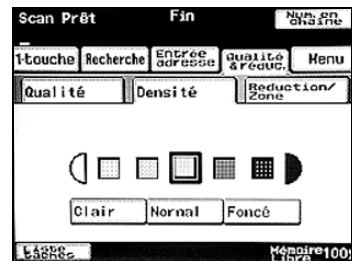 Scan Prêt Fin Num.en chaîne
1-touche Recherche Entrée adresse Qualité &réduc. Menu
Qualité Densité Réduction/ Zone
Clair Nornal Foncé
Liste tâches Mémoire Libre 100%